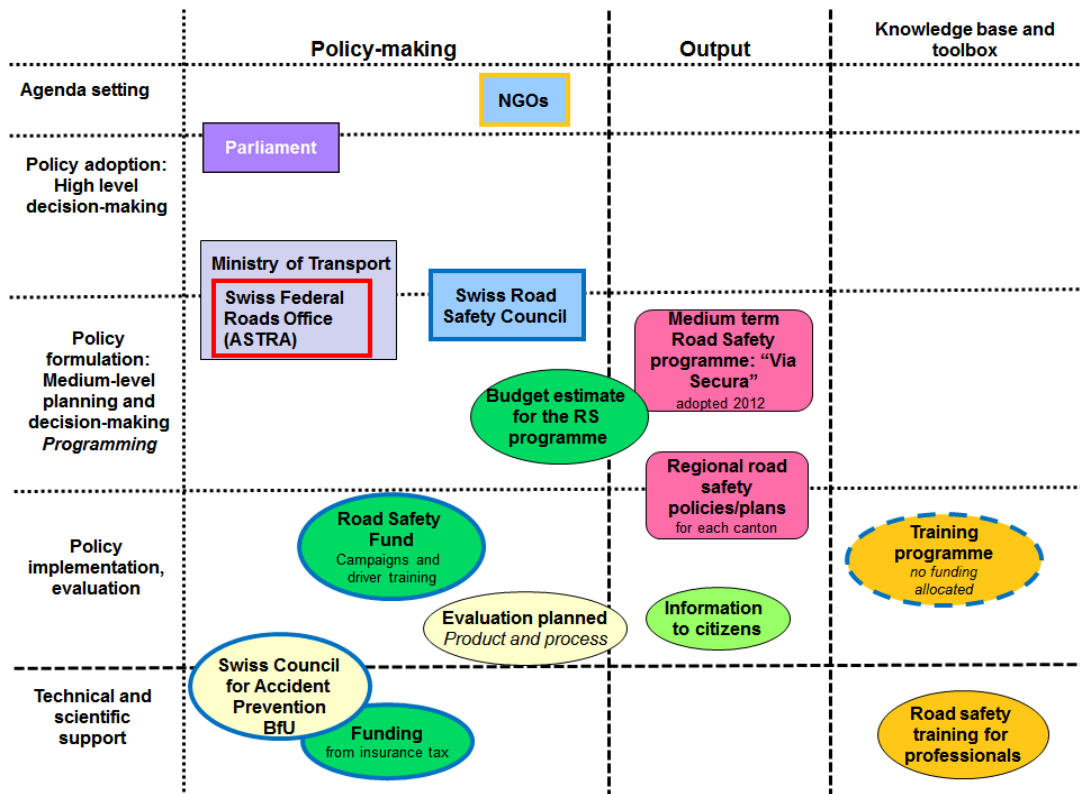 Policy-making
Output
Knowledge base and
toolbox
Agenda setting
NGOs
Parliament
Policy adoption:
High level
decision-making
Ministry of Transport
Swiss Federal
Roads Office
(ASTRA)
Swiss Road
Safety Council
Policy
formulation:
Medium-level
planning and
decision-making
Programming
Medium term
Road Safety
programme: “Via
Secura”
adopted 2012
Budget estimate
for the RS
programme
Regional road
safety
policies/plans
for each canton
Policy
implementation,
evaluation
Road Safety
Fund
Campaigns and
driver training
Training
programme
no funding
allocated
Evaluation planned
Product and process
Information
to citizens
Technical and
scientific
support
Swiss Council
for Accident
Prevention
BfU
Funding
from insurance tax
Road safety
training for
professionals